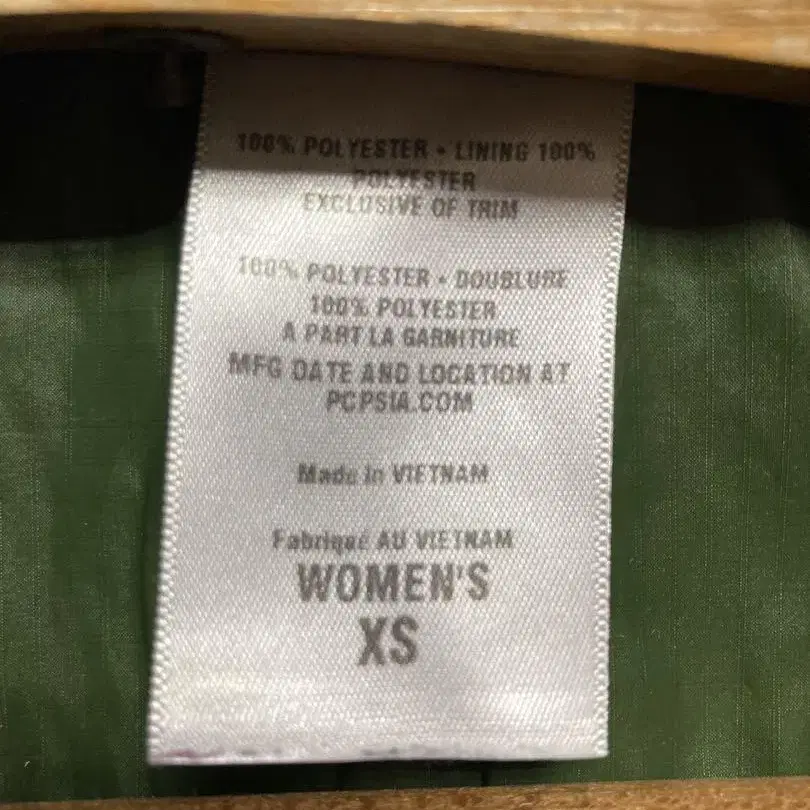 100% POLYESTER • LINING 100%
POLYESTER
EXCLUSIVE OF TRIM
100% POLYESTER • DOUBLURE
100% POLYESTER
A PART LA GARNITURE
MFG DATE AND LOCATION AT
PCPSIA.COM
Made in VIETNAM
Fabriqué AU VIETNAM
WOMEN'S
XS